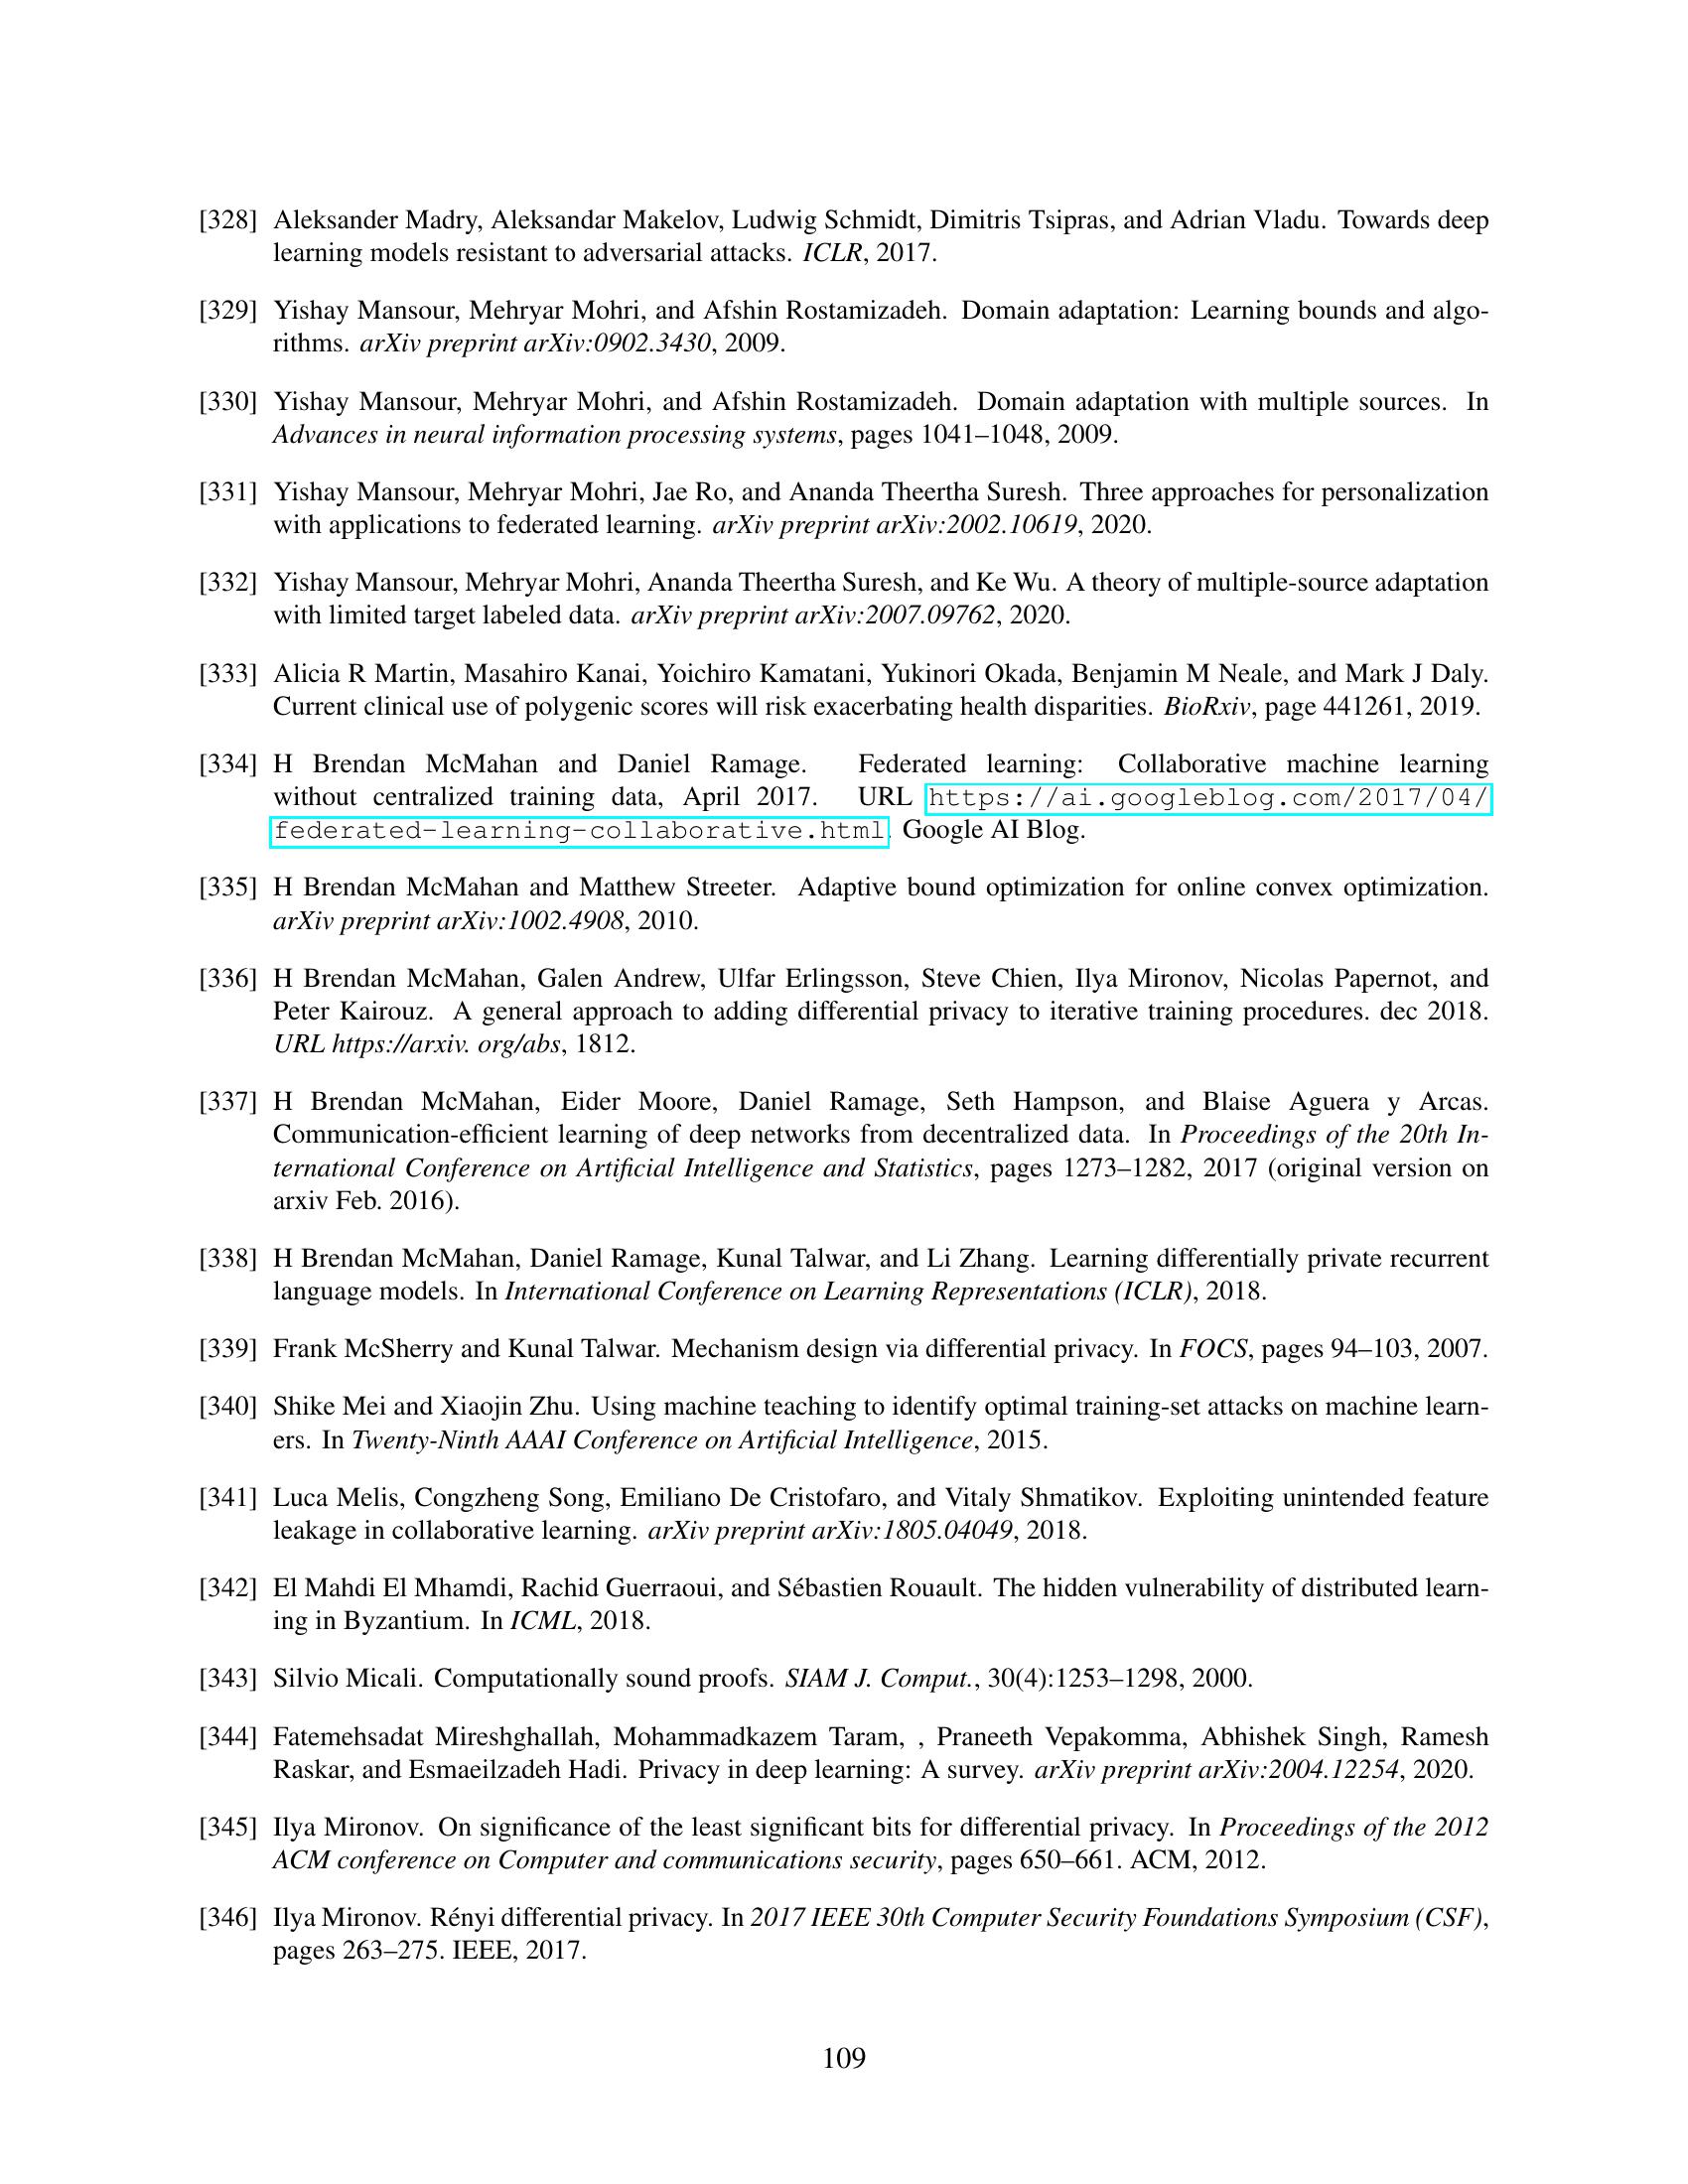 [328] Aleksander Madry, Aleksandar Makelov, Ludwig Schmidt, Dimitris Tsipras, and Adrian Vladu. Towards deep
learning models resistant to adversarial attacks. ICLR, 2017.
[329] Yishay Mansour, Mehryar Mohri, and Afshin Rostamizadeh. Domain adaptation: Learning bounds and algo-
rithms. arXiv preprint arXiv:0902.3430, 2009.
[330] Yishay Mansour, Mehryar Mohri, and Afshin Rostamizadeh. Domain adaptation with multiple sources. In
Advances in neural information processing systems, pages 1041–1048, 2009.
[331] Yishay Mansour, Mehryar Mohri, Jae Ro, and Ananda Theertha Suresh. Three approaches for personalization
with applications to federated learning. arXiv preprint arXiv:2002.10619, 2020.
[332] Yishay Mansour, Mehryar Mohri, Ananda Theertha Suresh, and Ke Wu. A theory of multiple-source adaptation
with limited target labeled data. arXiv preprint arXiv:2007.09762, 2020.
[333] Alicia R Martin, Masahiro Kanai, Yoichiro Kamatani, Yukinori Okada, Benjamin M Neale, and Mark J Daly.
Current clinical use of polygenic scores will risk exacerbating health disparities. BioRxiv, page 441261, 2019.
[334] H Brendan McMahan and Daniel Ramage. Federated learning: Collaborative machine learning
without centralized training data, April 2017. URL https://ai.googleblog.com/2017/04/
federated-learning-collaborative.html. Google AI Blog.
[335] H Brendan McMahan and Matthew Streeter. Adaptive bound optimization for online convex optimization.
arXiv preprint arXiv:1002.4908, 2010.
[336] H Brendan McMahan, Galen Andrew, Ulfar Erlingsson, Steve Chien, Ilya Mironov, Nicolas Papernot, and
Peter Kairouz. A general approach to adding differential privacy to iterative training procedures. dec 2018.
URL https://arxiv. org/abs, 1812.
[337] H Brendan McMahan, Eider Moore, Daniel Ramage, Seth Hampson, and Blaise Aguera y Arcas.
Communication-efficient learning of deep networks from decentralized data. In Proceedings of the 20th In-
ternational Conference on Artificial Intelligence and Statistics, pages 1273–1282, 2017 (original version on
arxiv Feb. 2016).
[338] H Brendan McMahan, Daniel Ramage, Kunal Talwar, and Li Zhang. Learning differentially private recurrent
language models. In International Conference on Learning Representations (ICLR), 2018.
[339] Frank McSherry and Kunal Talwar. Mechanism design via differential privacy. In FOCS, pages 94–103, 2007.
[340] Shike Mei and Xiaojin Zhu. Using machine teaching to identify optimal training-set attacks on machine learn-
ers. In Twenty-Ninth AAAI Conference on Artificial Intelligence, 2015.
[341] Luca Melis, Congzheng Song, Emiliano De Cristofaro, and Vitaly Shmatikov. Exploiting unintended feature
leakage in collaborative learning. arXiv preprint arXiv:1805.04049, 2018.
[342] El Mahdi El Mhamdi, Rachid Guerraoui, and Sébastien Rouault. The hidden vulnerability of distributed learn-
ing in Byzantium. In ICML, 2018.
[343] Silvio Micali. Computationally sound proofs. SIAM J. Comput., 30(4):1253–1298, 2000.
[344] Fatemehsadat Mireshghallah, Mohammadkazem Taram, , Praneeth Vepakomma, Abhishek Singh, Ramesh
Raskar, and Esmaeilzadeh Hadi. Privacy in deep learning: A survey. arXiv preprint arXiv:2004.12254, 2020.
[345] Ilya Mironov. On significance of the least significant bits for differential privacy. In Proceedings of the 2012
ACM conference on Computer and communications security, pages 650–661. ACM, 2012.
[346] Ilya Mironov. Rényi differential privacy. In 2017 IEEE 30th Computer Security Foundations Symposium (CSF),
pages 263–275. IEEE, 2017.
109